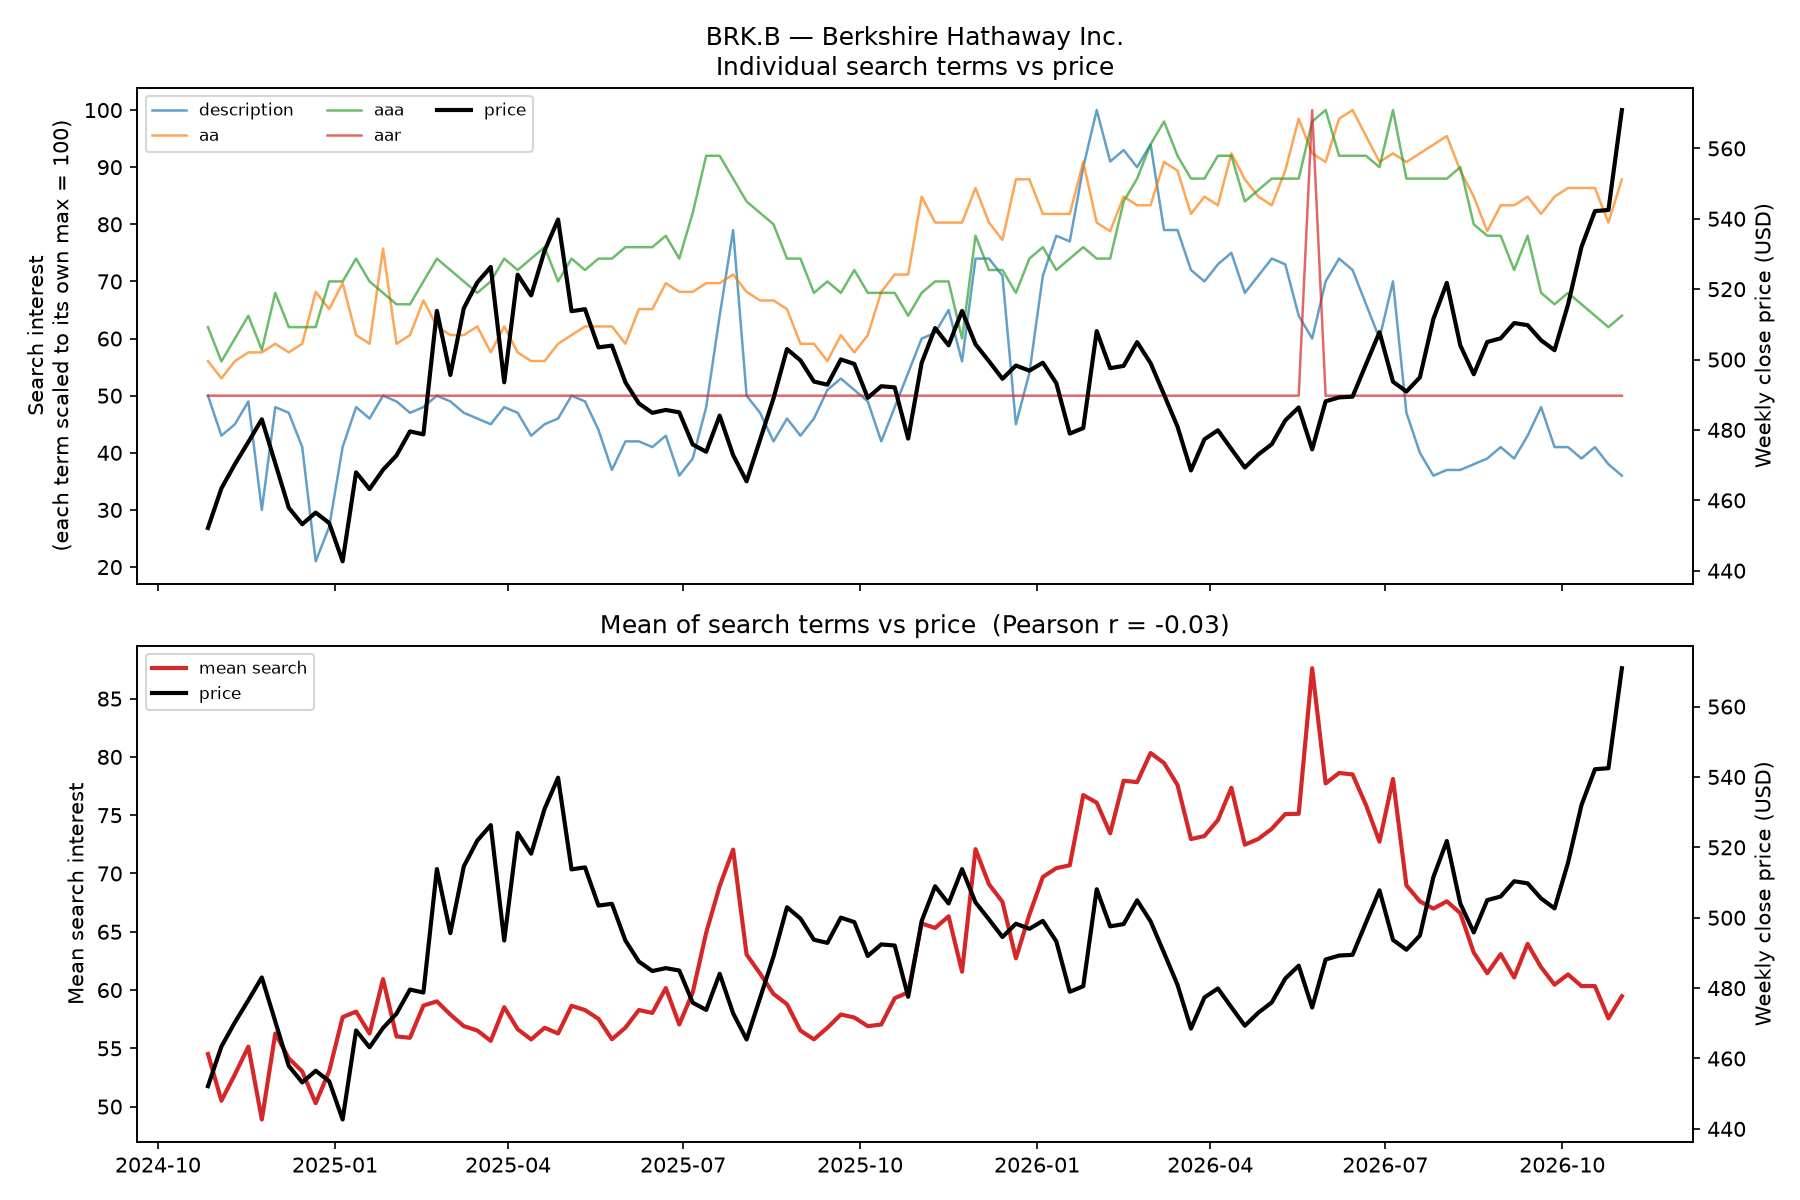 BRK.B — Berkshire Hathaway Inc.
Individual search terms vs price
description
aa
aaa
aar
price
Search interest
(each term scaled to its own max = 100)
100
90
80
70
60
50
40
30
20
560
540
520
500
480
460
440
Weekly close price (USD)
Mean of search terms vs price (Pearson r = -0.03)
mean search
price
Mean search interest
85
80
75
70
65
60
55
50
560
540
520
500
480
460
440
Weekly close price (USD)
2024-10 2025-01 2025-04 2025-07 2025-10 2026-01 2026-04 2026-07 2026-10